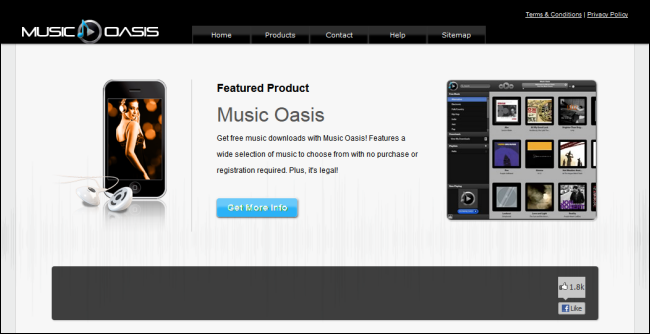 Terms & Conditions | Privacy Policy
MUSIC OASIS
Home Products Contact Help Sitemap
Featured Product
Music Oasis
Get free music downloads with Music Oasis! Features a
wide selection of music to choose from with no purchase or
registration required. Plus, it's legal!
Get More Info
1.8k
Like